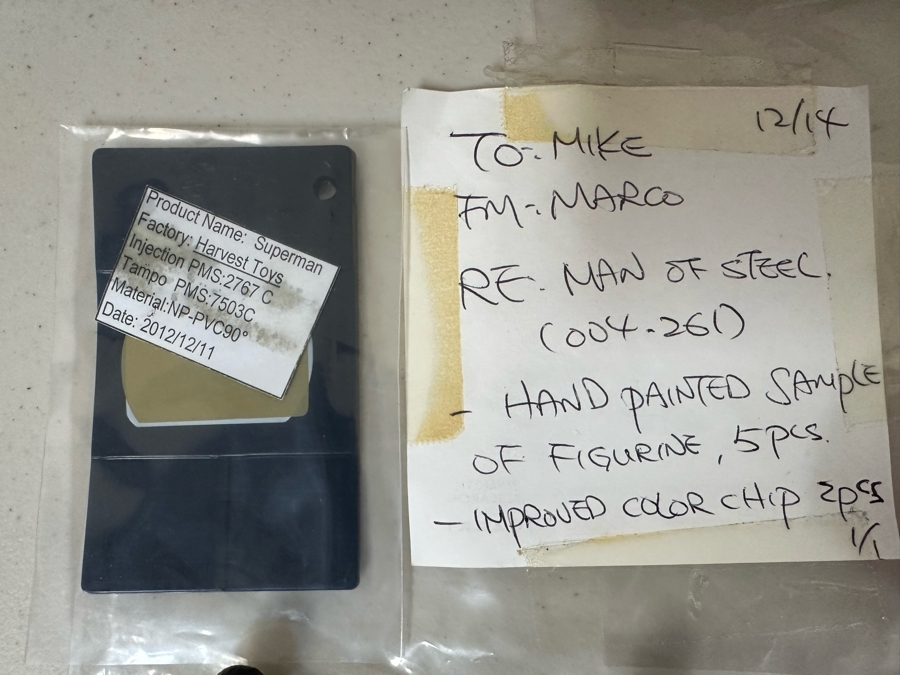 Product Name: Superman
Factory: Harvest Toys
Injection PMS:2767 C
Tampo PMS:7503C
Material:NP-PVC90°
Date: 2012/12/11
12/14
TO-: MIKE
FM-: MARCO
RE- MAN OF STEEL.
(004-261)
- HAND PAINTED SAMPLE
OF FIGURINE, 5pcs.
- IMPROVED COLOR CHIP 2pcs
1/1